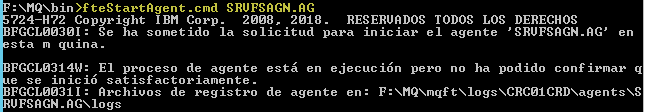 F:\MQ\bin>fteStartAgent.cmd SRVFSAGN.AG
5724-H72 Copyright IBM Corp.  2008, 2018.  RESERVADOS TODOS LOS DERECHOS
BFGCL0030I: Se ha sometido la solicitud para iniciar el agente 'SRVFSAGN.AG' en
esta m quina.
BFGCL0314W: El proceso de agente está en ejecución pero no ha podido confirmar q
ue se inició satisfactoriamente.
BFGCL0031I: Archivos de registro de agente en: F:\MQ\mqft\logs\CRC01CRD\agents\S
RVFSAGN.AG\logs